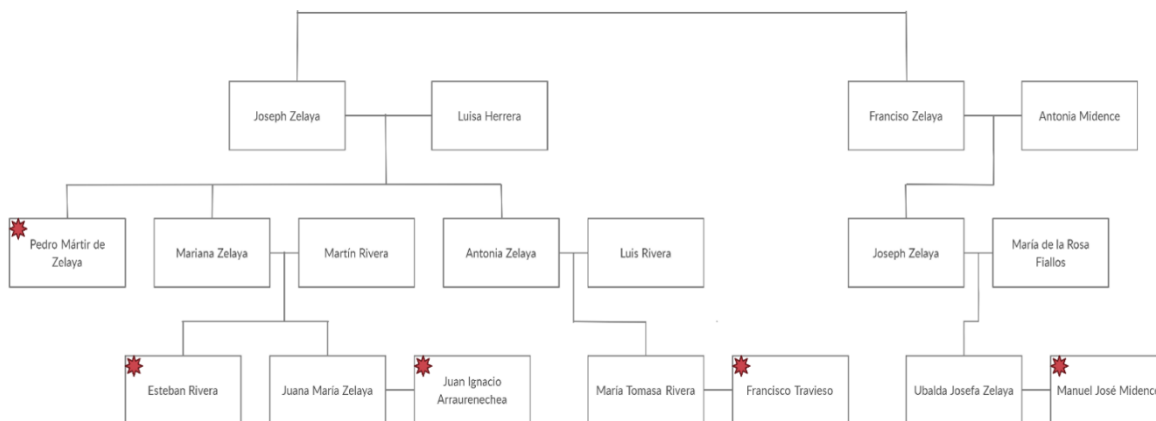 Joseph Zelaya
Luisa Herrera
Franciso Zelaya
Antonia Midence
Pedro Mártir de
Zelaya
Mariana Zelaya
Martín Rivera
Antonia Zelaya
Luis Rivera
Joseph Zelaya
María de la Rosa
Fiallos
Esteban Rivera
Juana María Zelaya
Juan Ignacio
Arraurenechea
María Tomasa Rivera
Francisco Travieso
Ubalda Josefa Zelaya
Manuel José Midence